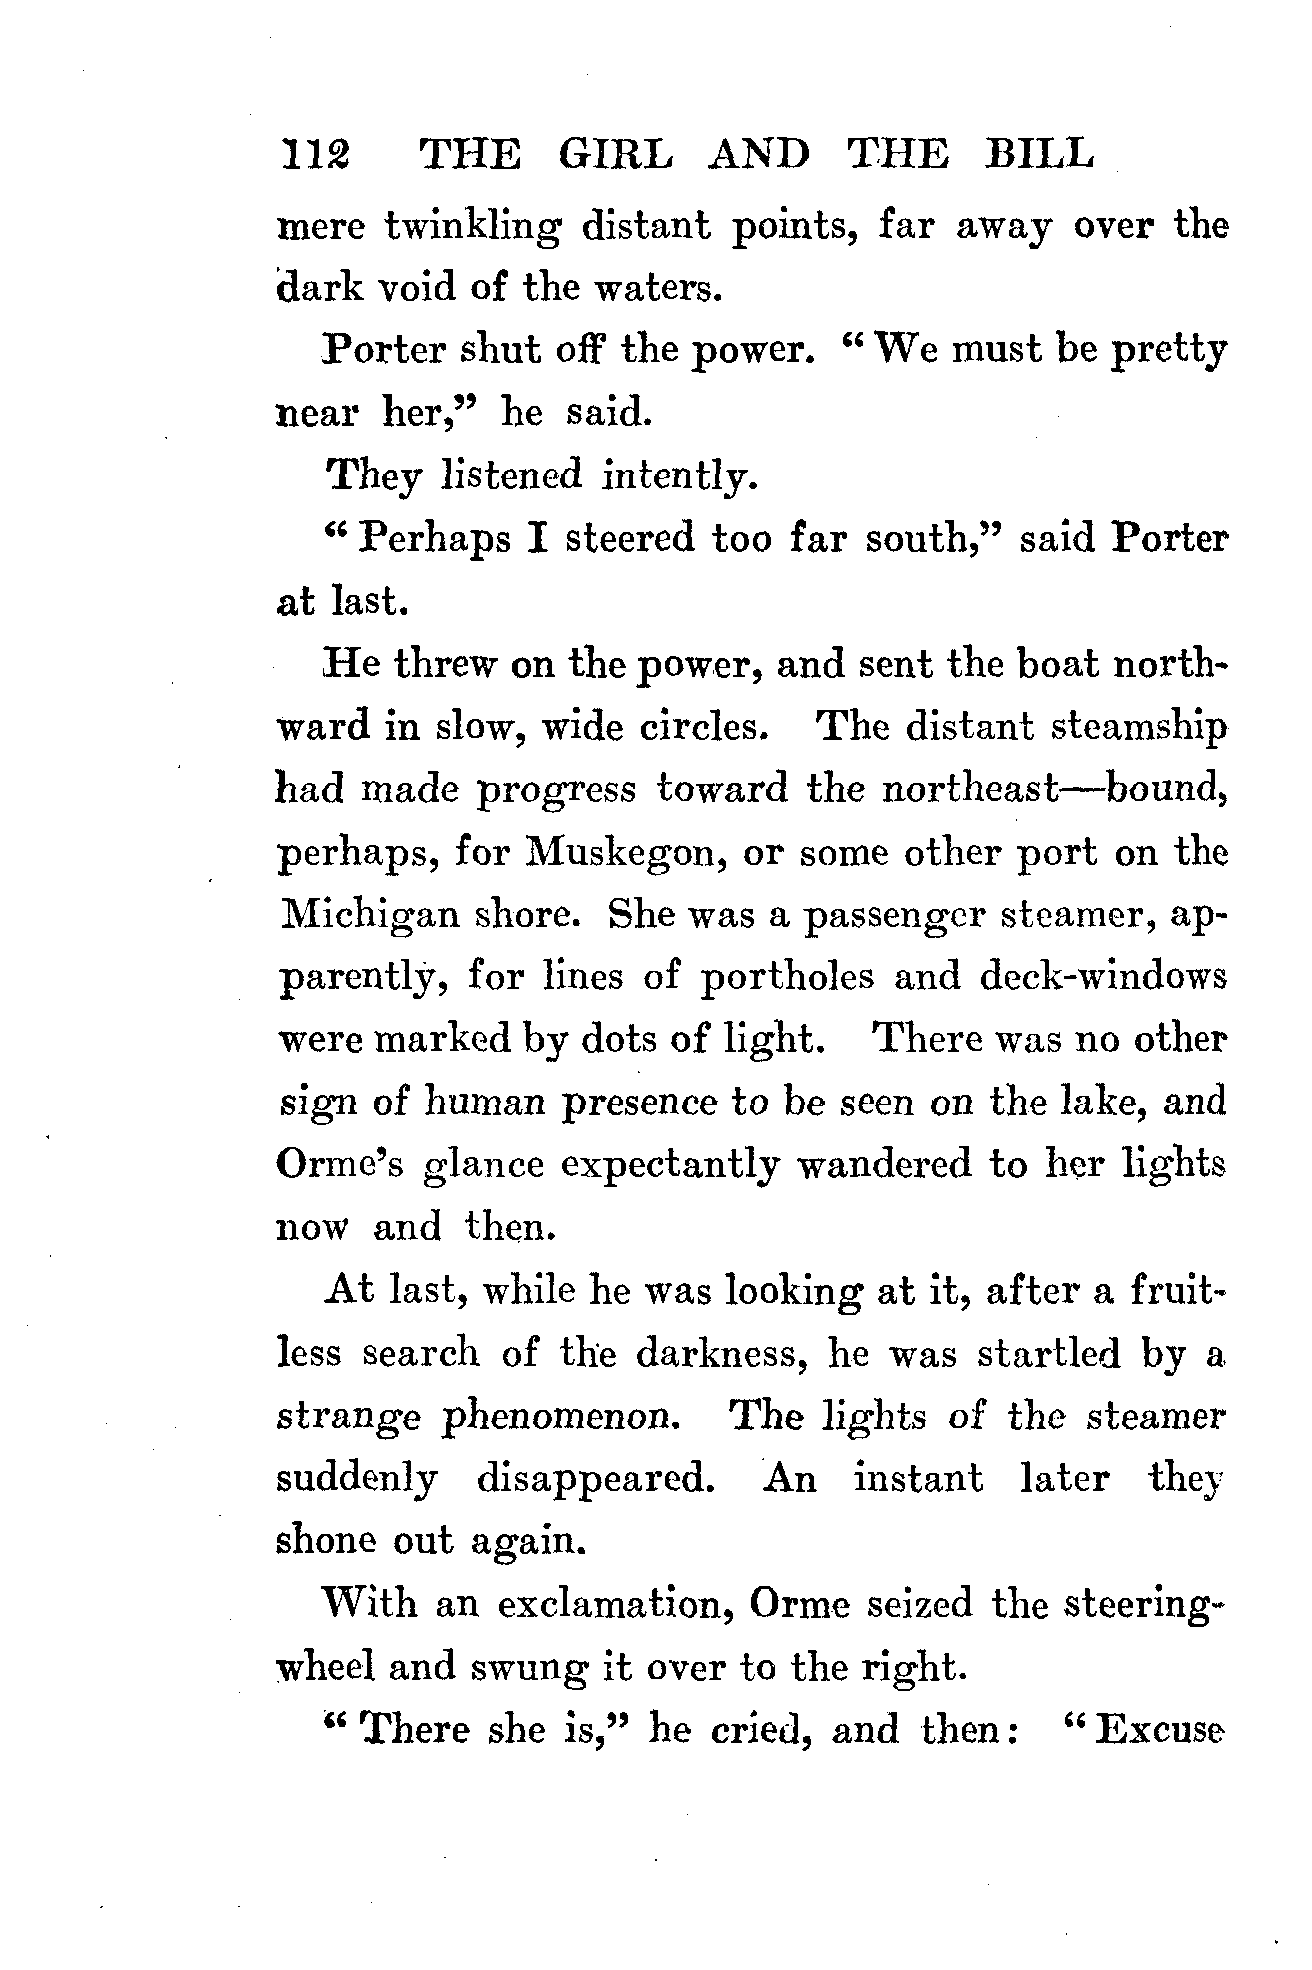 112 THE GIRL AND THE BILL
mere twinkling distant points, far away over the
dark void of the waters.
Porter shut off the power. “ We must be pretty
near her,” he said.
They listened intently.
“ Perhaps I steered too far south,” said Porter
at last.
He threw on the power, and sent the boat north-
ward in slow, wide circles. The distant steamship
had made progress toward the northeast—bound,
perhaps, for Muskegon, or some other port on the
Michigan shore. She was a passenger steamer, ap-
parently, for lines of portholes and deck-windows
were marked by dots of light. There was no other
sign of human presence to be seen on the lake, and
Orme’s glance expectantly wandered to her lights
now and then.
At last, while he was looking at it, after a fruit-
less search of the darkness, he was startled by a
strange phenomenon. The lights of the steamer
suddenly disappeared. An instant later they
shone out again.
With an exclamation, Orme seized the steering-
wheel and swung it over to the right.
“ There she is,” he cried, and then: “ Excuse